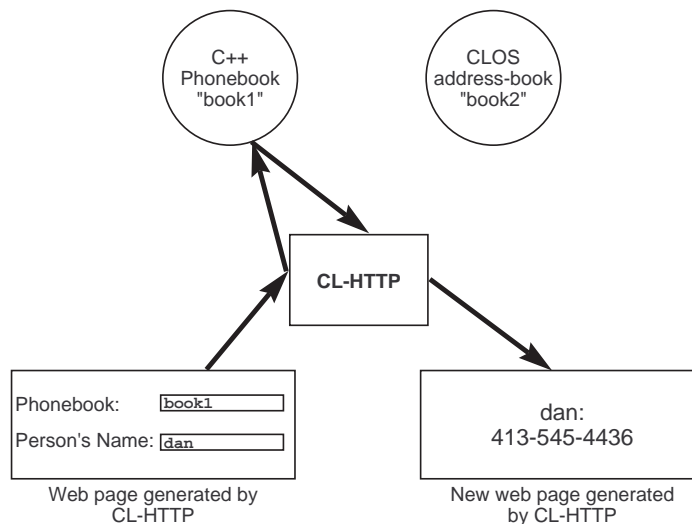 C++
Phonebook
"book1"
CLOS
address-book
"book2"
CL-HTTP
Phonebook: book1
Person's Name: dan
dan:
413-545-4436
Web page generated by
CL-HTTP
New web page generated
by CL-HTTP